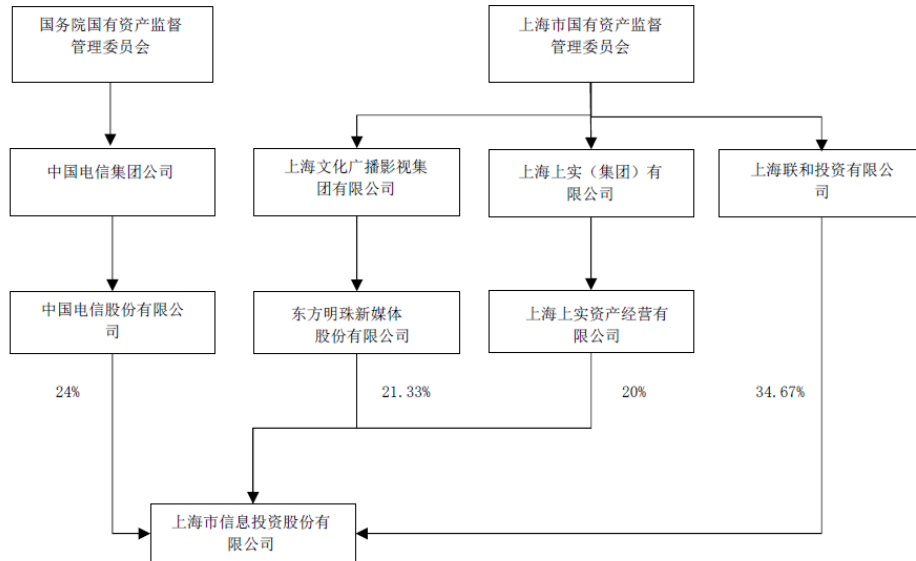 国务院国有资产监督
管理委员会
上海市国有资产监督
管理委员会
中国电信集团公司
上海文化广播影视集
团有限公司
上海上实（集团）有
限公司
上海联和投资有限公
司
中国电信股份有限公
司
东方明珠新媒体
股份有限公司
上海上实资产经营有
限公司
24%
21.33%
20%
34.67%
上海市信息投资股份有
限公司